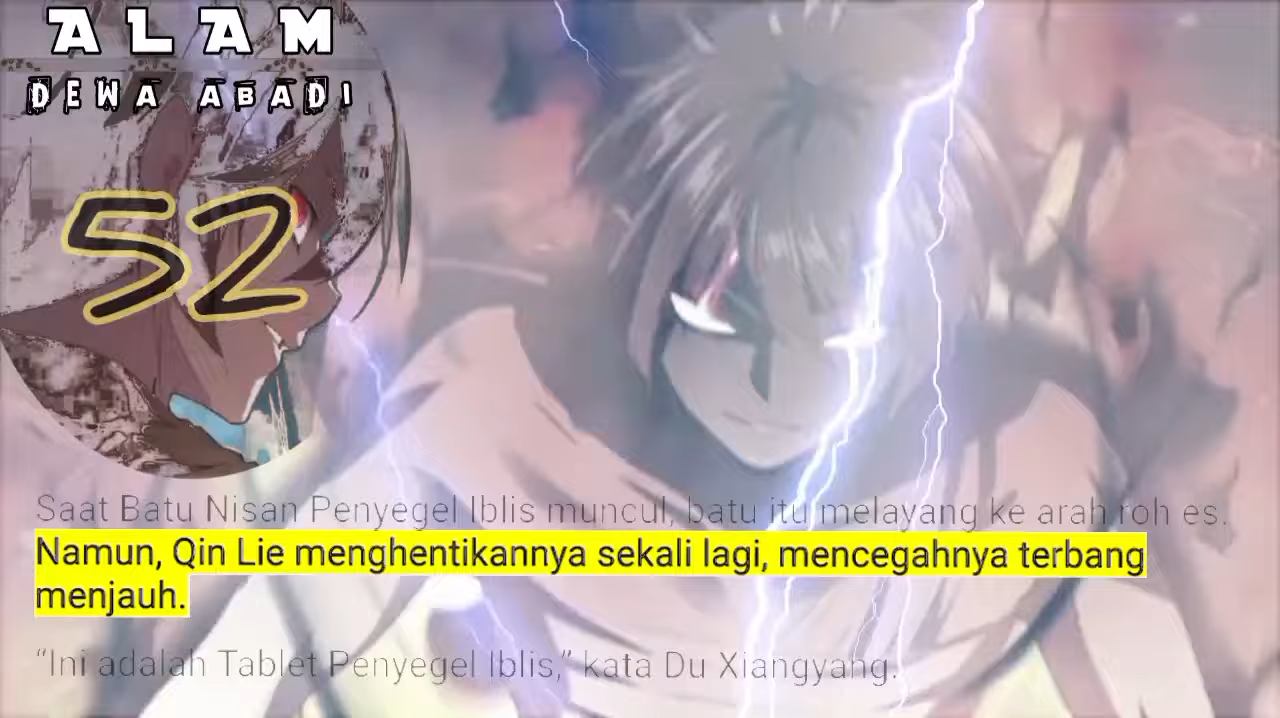 ALAM
DEWA ABADI
52
Saat Batu Nisan Penyegel Iblis muncul, batu itu melayang ke arah roh es.
Namun, Qin Lie menghentikannya sekali lagi, mencegahnya terbang
menjauh.
“Ini adalah Tablet Penyegel Iblis,” kata Du Xiangyang.